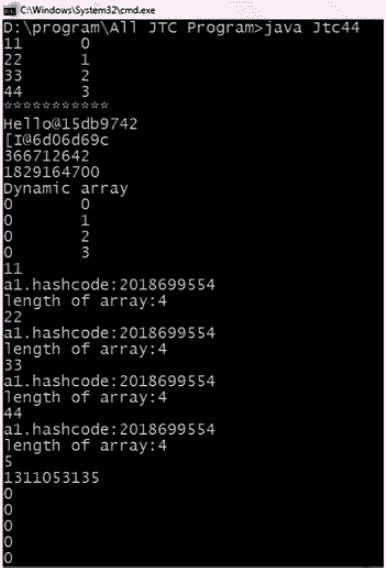 C:\Windows\System32\cmd.exe
D:\program\All JTC Program>java Jtc44
11 0
22 1
33 2
44 3
***********
Hello@15db9742
[I@6d06d69c
366712642
1829164700
Dynamic array
0 0
0 1
0 2
0 3
11
a1.hashcode:2018699554
length of array:4
22
a1.hashcode:2018699554
length of array:4
33
a1.hashcode:2018699554
length of array:4
44
a1.hashcode:2018699554
length of array:4
5
1311053135
0
0
0
0
0